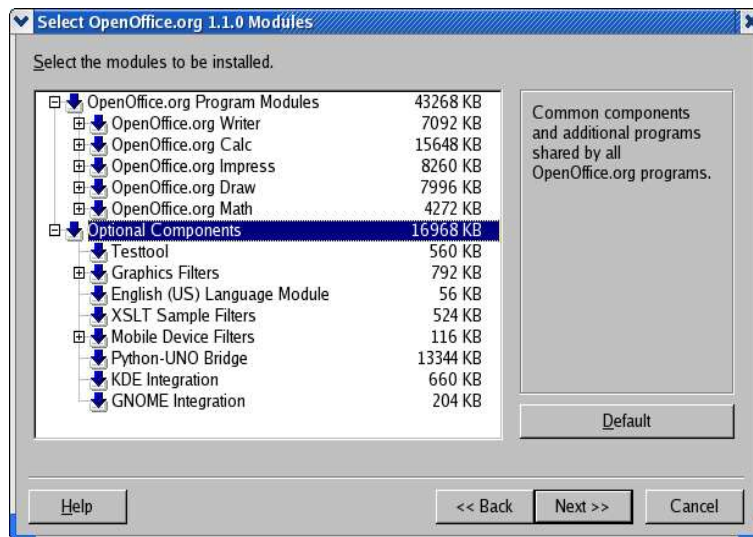 Select OpenOffice.org 1.1.0 Modules
Select the modules to be installed.
OpenOffice.org Program Modules 43268 KB
OpenOffice.org Writer 7092 KB
OpenOffice.org Calc 15648 KB
OpenOffice.org Impress 8260 KB
OpenOffice.org Draw 7996 KB
OpenOffice.org Math 4272 KB
Optional Components 16968 KB
Testtool 560 KB
Graphics Filters 792 KB
English (US) Language Module 56 KB
XSLT Sample Filters 524 KB
Mobile Device Filters 116 KB
Python-UNO Bridge 13344 KB
KDE Integration 660 KB
GNOME Integration 204 KB
Common components
and additional programs
shared by all
OpenOffice.org programs.
Default
Help
<< Back
Next >>
Cancel